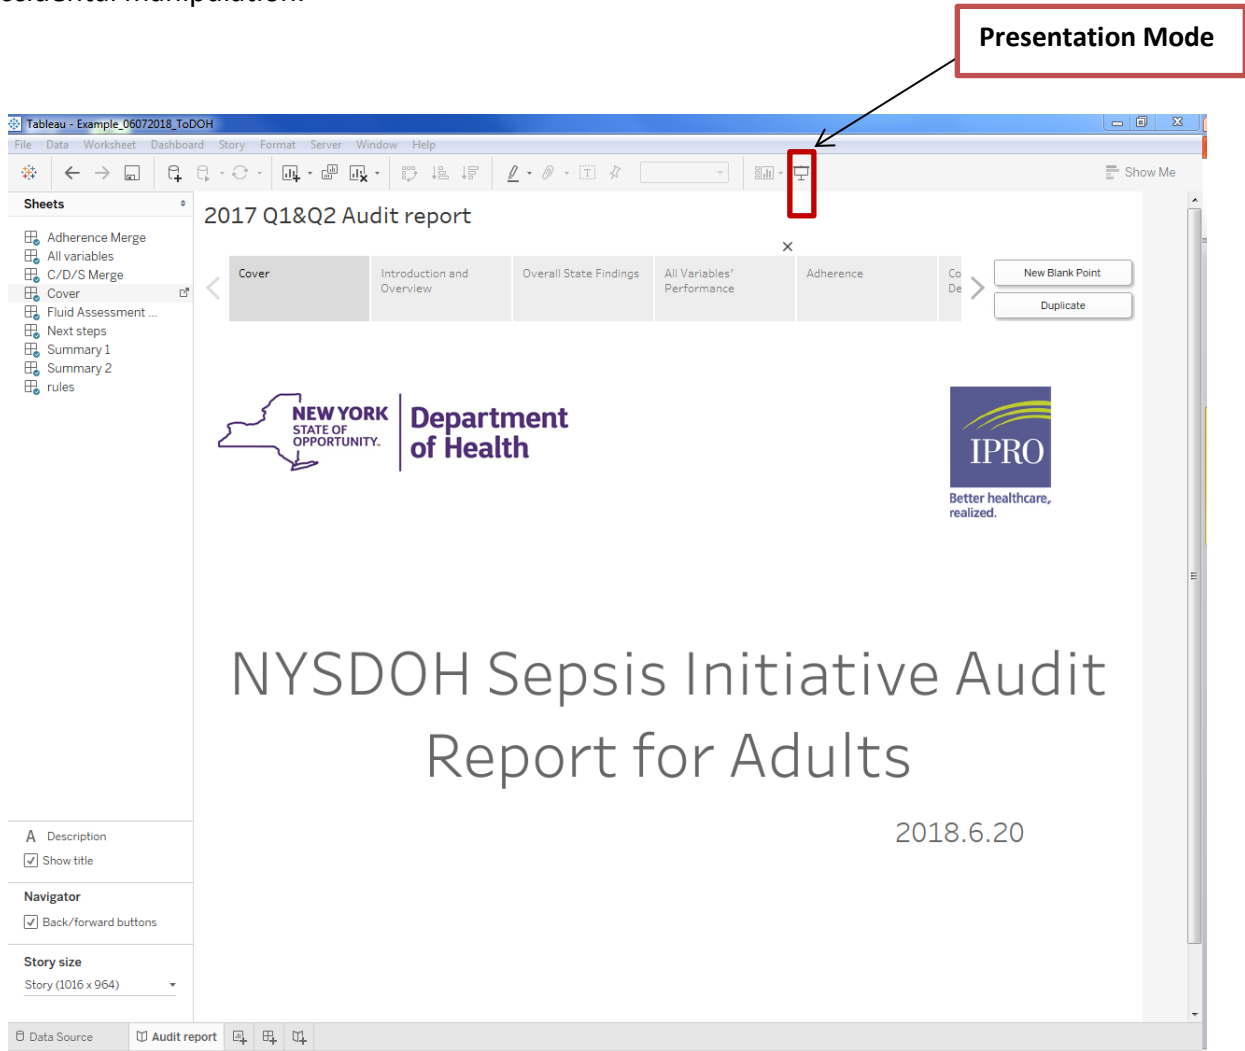 Presentation Mode
Tableau - Example_06072018_ToDOH
File Data Worksheet Dashboard Story Format Server Window Help
Show Me
Sheets
Adherence Merge
All variables
C/D/S Merge
Cover
Fluid Assessment ...
Next steps
Summary 1
Summary 2
rules
2017 Q1&Q2 Audit report
Cover
Introduction and
Overview
Overall State Findings
All Variables'
Performance
Adherence
Co
De
New Blank Point
Duplicate
NEW YORK
STATE OF
OPPORTUNITY.
Department
of Health
IPRO
Better healthcare,
realized.
NYSDOH Sepsis Initiative Audit
Report for Adults
2018.6.20
A Description
Show title
Navigator
Back/forward buttons
Story size
Story (1016 x 964)
Data Source
Audit report